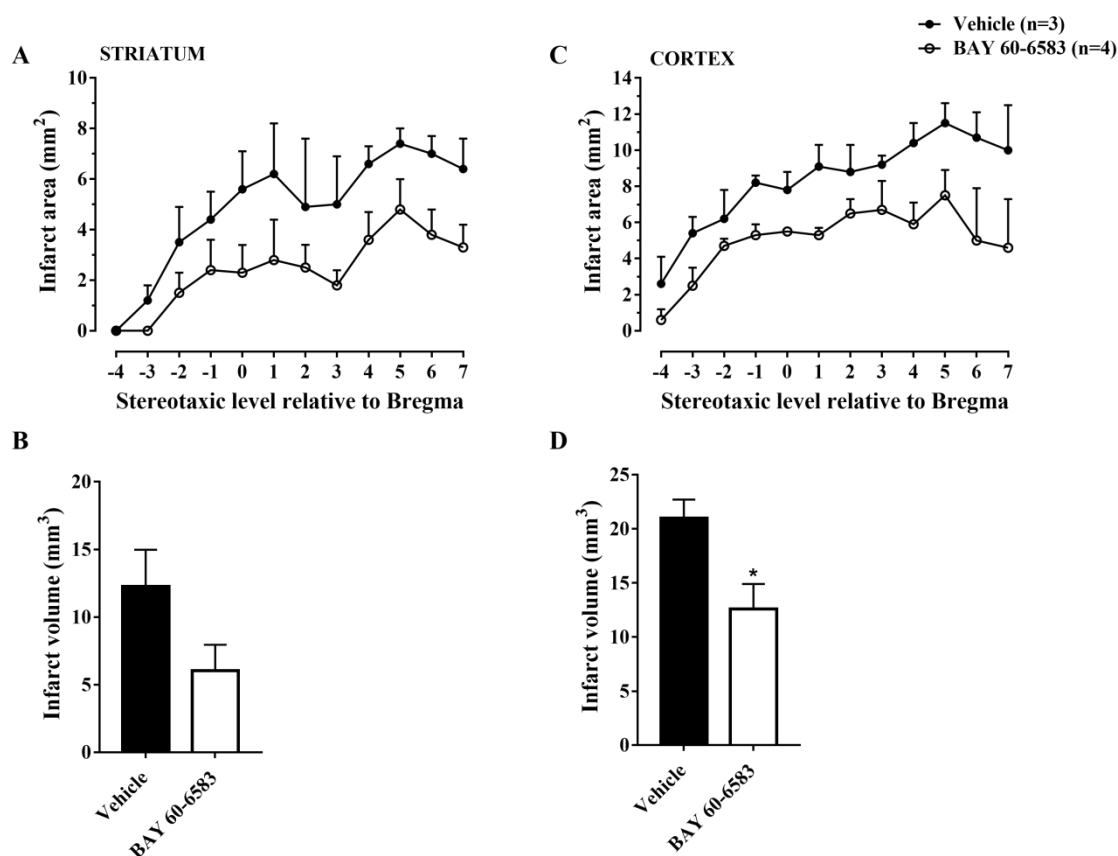 Vehicle (n=3)
BAY 60-6583 (n=4)
A
STRIATUM
Infarct area (mm²)
10
8
6
4
2
0
-4 -3 -2 -1 0 1 2 3 4 5 6 7
Stereotaxic level relative to Bregma
C
CORTEX
Infarct area (mm²)
14
12
10
8
6
4
2
0
-4 -3 -2 -1 0 1 2 3 4 5 6 7
Stereotaxic level relative to Bregma
B
Infarct volume (mm³)
20
15
10
5
0
Vehicle
BAY 60-6583
D
Infarct volume (mm³)
25
20
15
10
5
0
*
Vehicle
BAY 60-6583